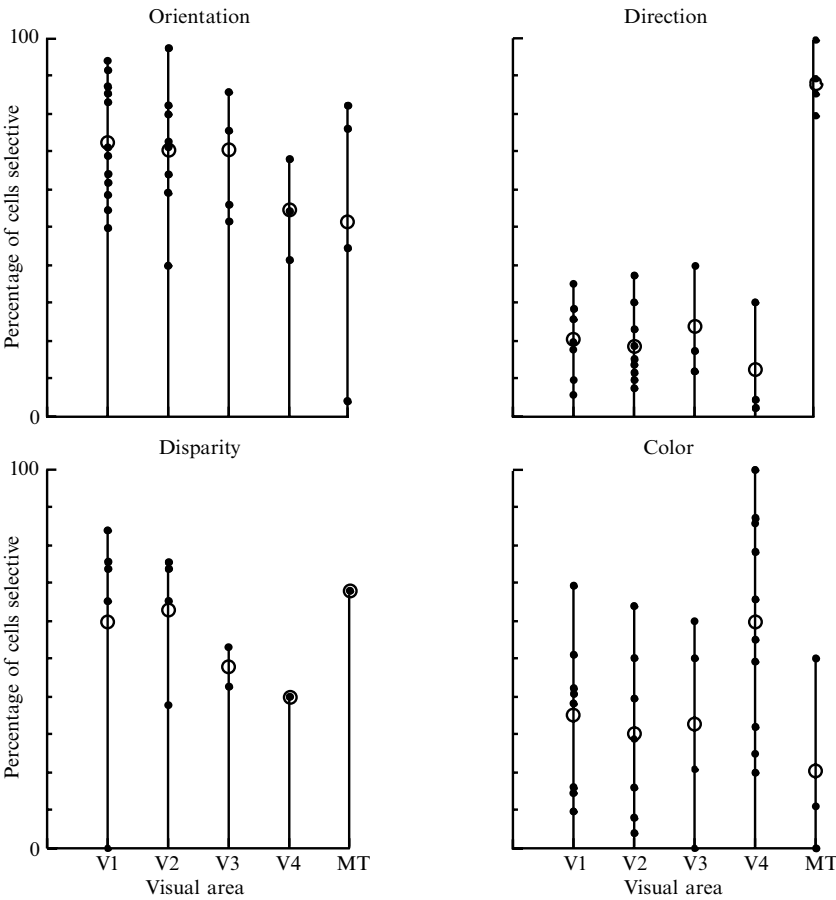 Orientation
Direction
100
Percentage of cells selective
0
Disparity
Color
100
Percentage of cells selective
0
V1 V2 V3 V4 MT
V1 V2 V3 V4 MT
Visual area
Visual area